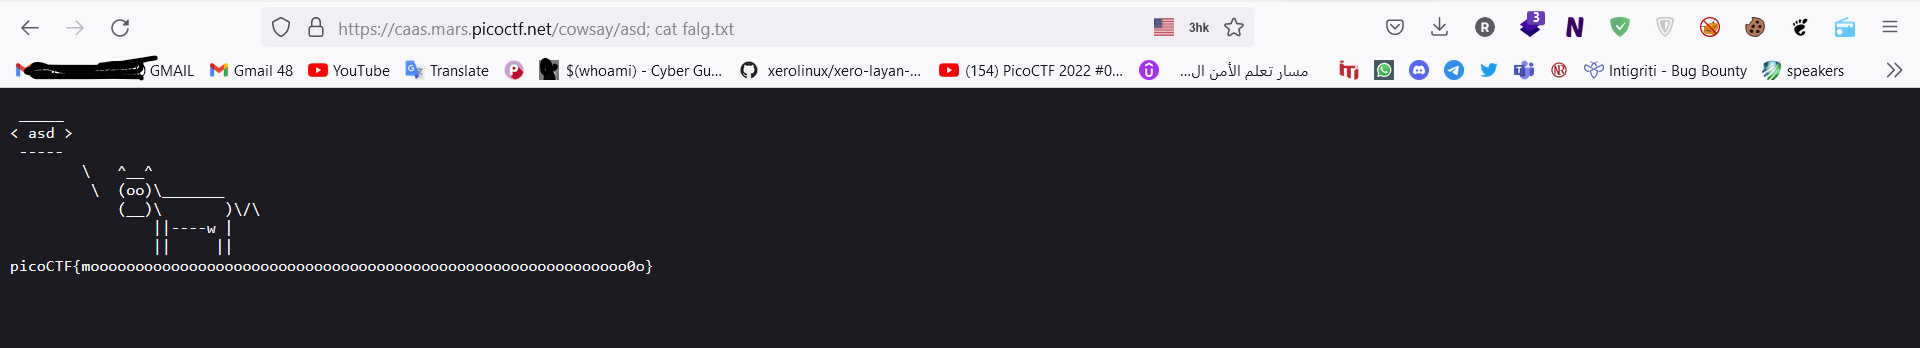 https://caas.mars.picoctf.net/cowsay/asd; cat falg.txt 3hk 3
GMAIL Gmail 48 YouTube Translate $(whoami) - Cyber Gu... xerolinux/xero-layan-... (154) PicoCTF 2022 #0... مسار تعلم الأمن ال... Intigriti - Bug Bounty speakers
 _____
< asd >
 -----
        \   ^__^
         \  (oo)\_______
            (__)\       )\/\
                ||----w |
                ||     ||
picoCTF{moooooooooooooooooooooooooooooooooooooooooooooooooooooooooooo0o}